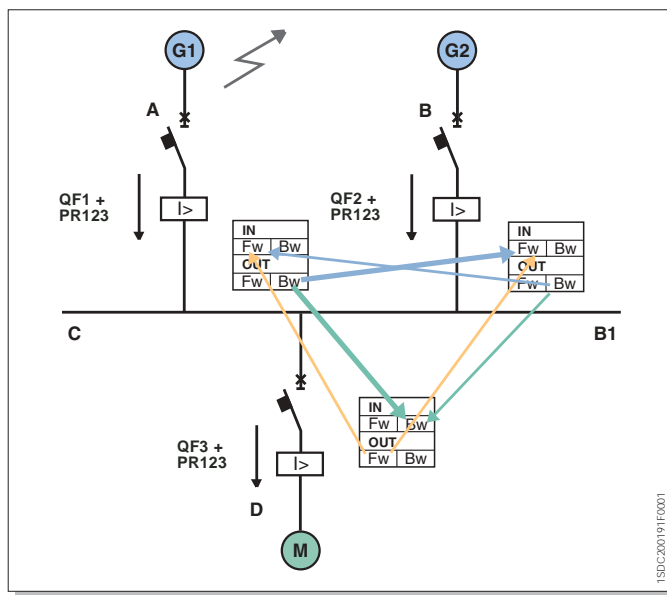 G1
G2
A
B
QF1 +
PR123
I>
QF2 +
PR123
I>
IN
Fw Bw
OUT
Fw Bw
IN
Fw Bw
OUT
Fw Bw
C
B1
QF3 +
PR123
I>
IN
Fw Bw
OUT
Fw Bw
D
M
1SDC200191F0001